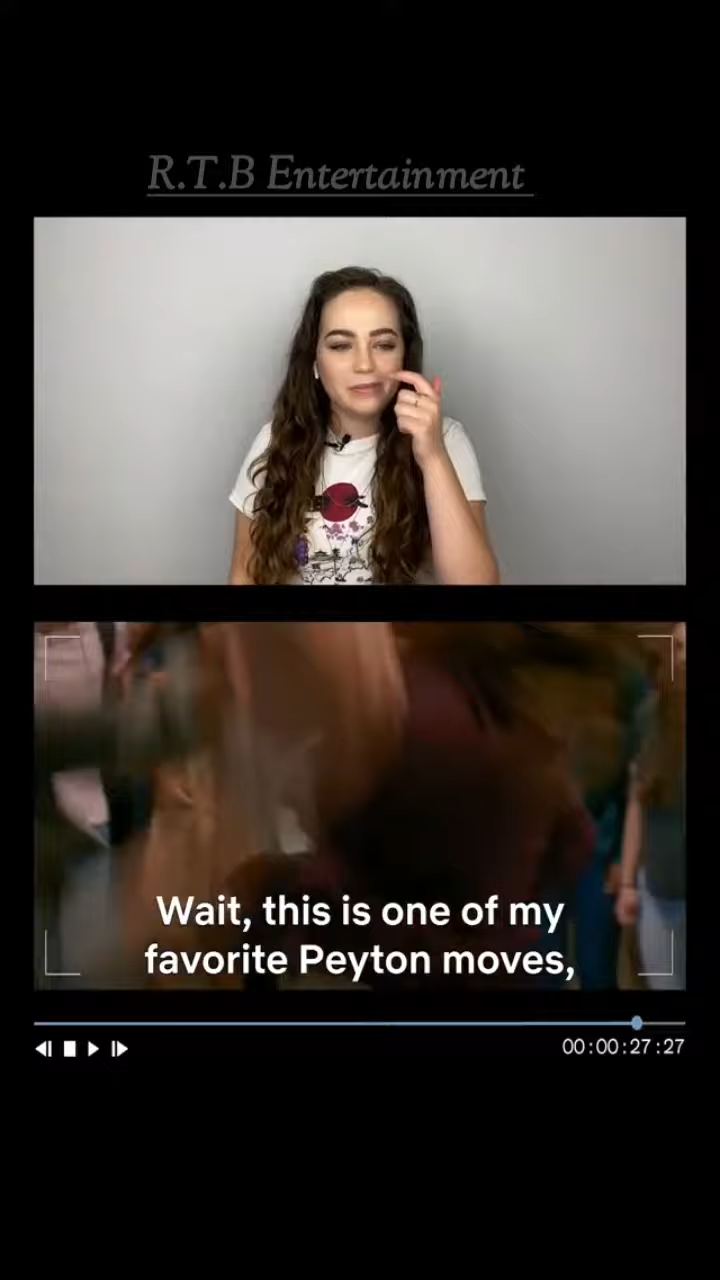 R.T.B Entertainment
Wait, this is one of my
favorite Peyton moves,
00:00:27:27